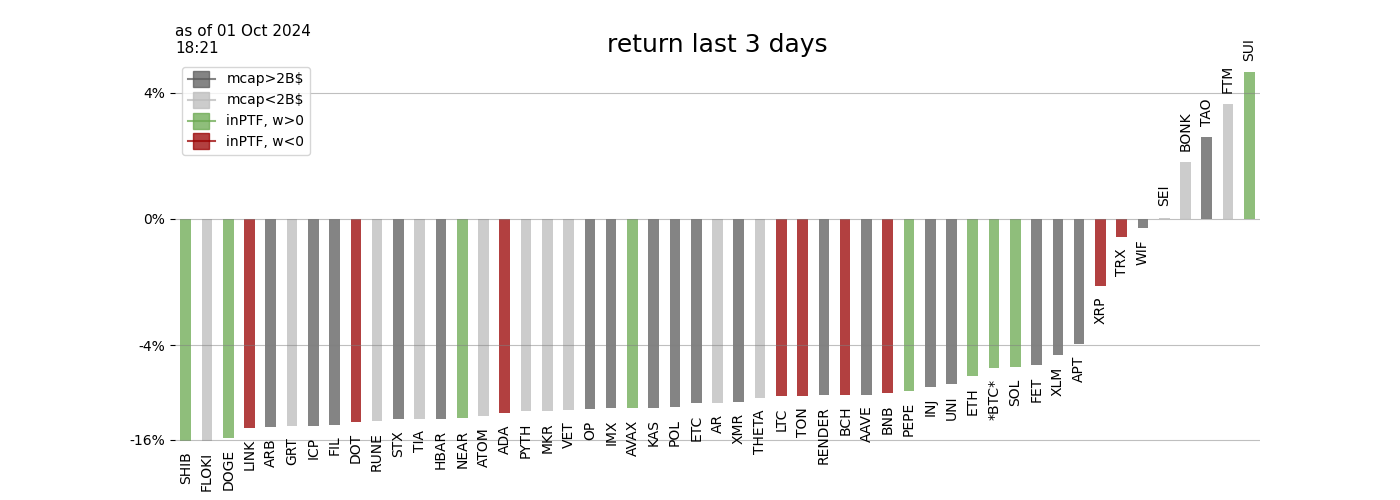 as of 01 Oct 2024
18:21
return last 3 days
mcap>2B$
mcap<2B$
inPTF, w>0
inPTF, w<0
4%
0%
-4%
-16%
SHIB
FLOKI
DOGE
LINK
ARB
GRT
ICP
FIL
DOT
RUNE
STX
TIA
HBAR
NEAR
ATOM
ADA
PYTH
MKR
VET
OP
IMX
AVAX
KAS
POL
ETC
AR
XMR
THETA
LTC
TON
RENDER
BCH
AAVE
BNB
PEPE
INJ
UNI
ETH
*BTC*
SOL
FET
XLM
APT
XRP
TRX
WIF
SEI
BONK
TAO
FTM
SUI